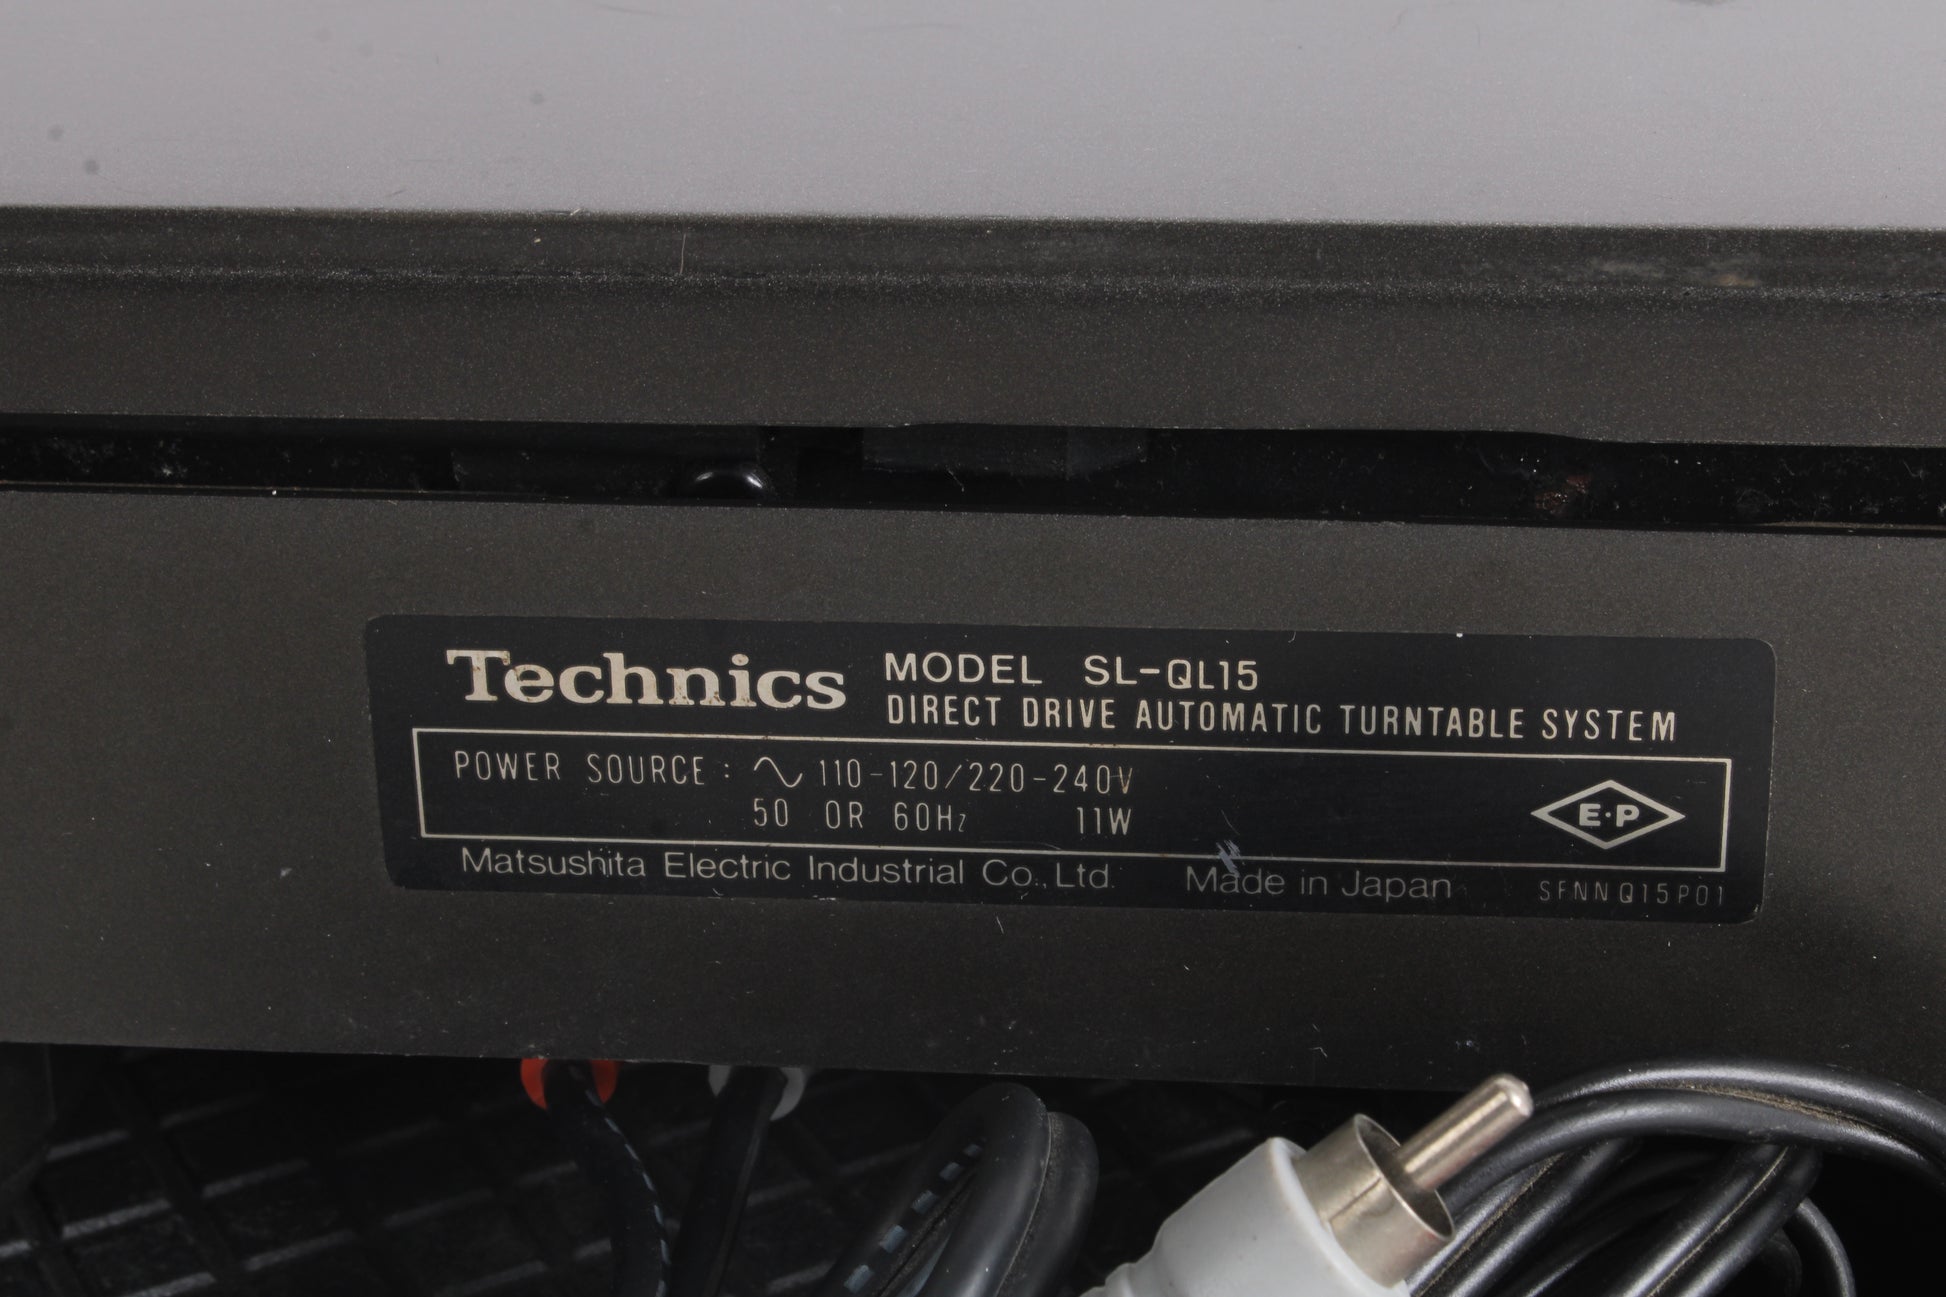 Technics MODEL SL-QL15
DIRECT DRIVE AUTOMATIC TURNTABLE SYSTEM
POWER SOURCE : ∿ 110-120/220-240V
50 OR 60Hz 11W
E·P
Matsushita Electric Industrial Co., Ltd. Made in Japan SFNNQ15P01